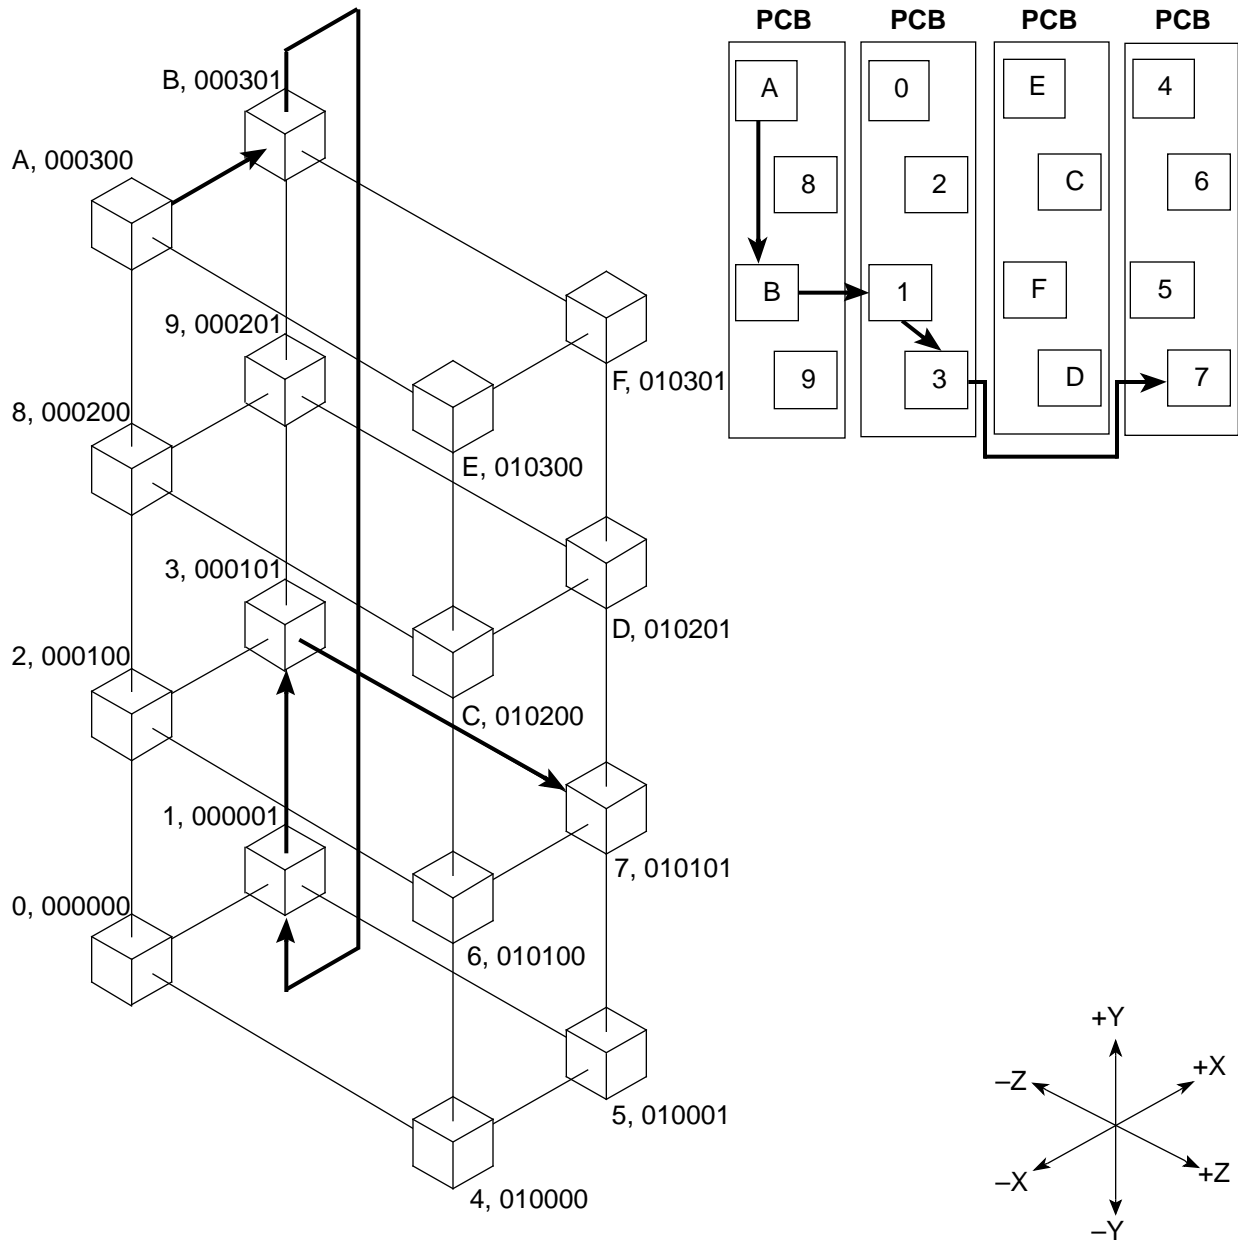 PCB PCB PCB PCB
A 0 E 4
8 2 C 6
B 1 F 5
9 3 D 7
B, 000301
A, 000300
9, 000201
F, 010301
8, 000200
E, 010300
3, 000101
D, 010201
2, 000100
C, 010200
1, 000001
7, 010101
0, 000000
6, 010100
5, 010001
4, 010000
+Y
–Z +X
–X +Z
–Y